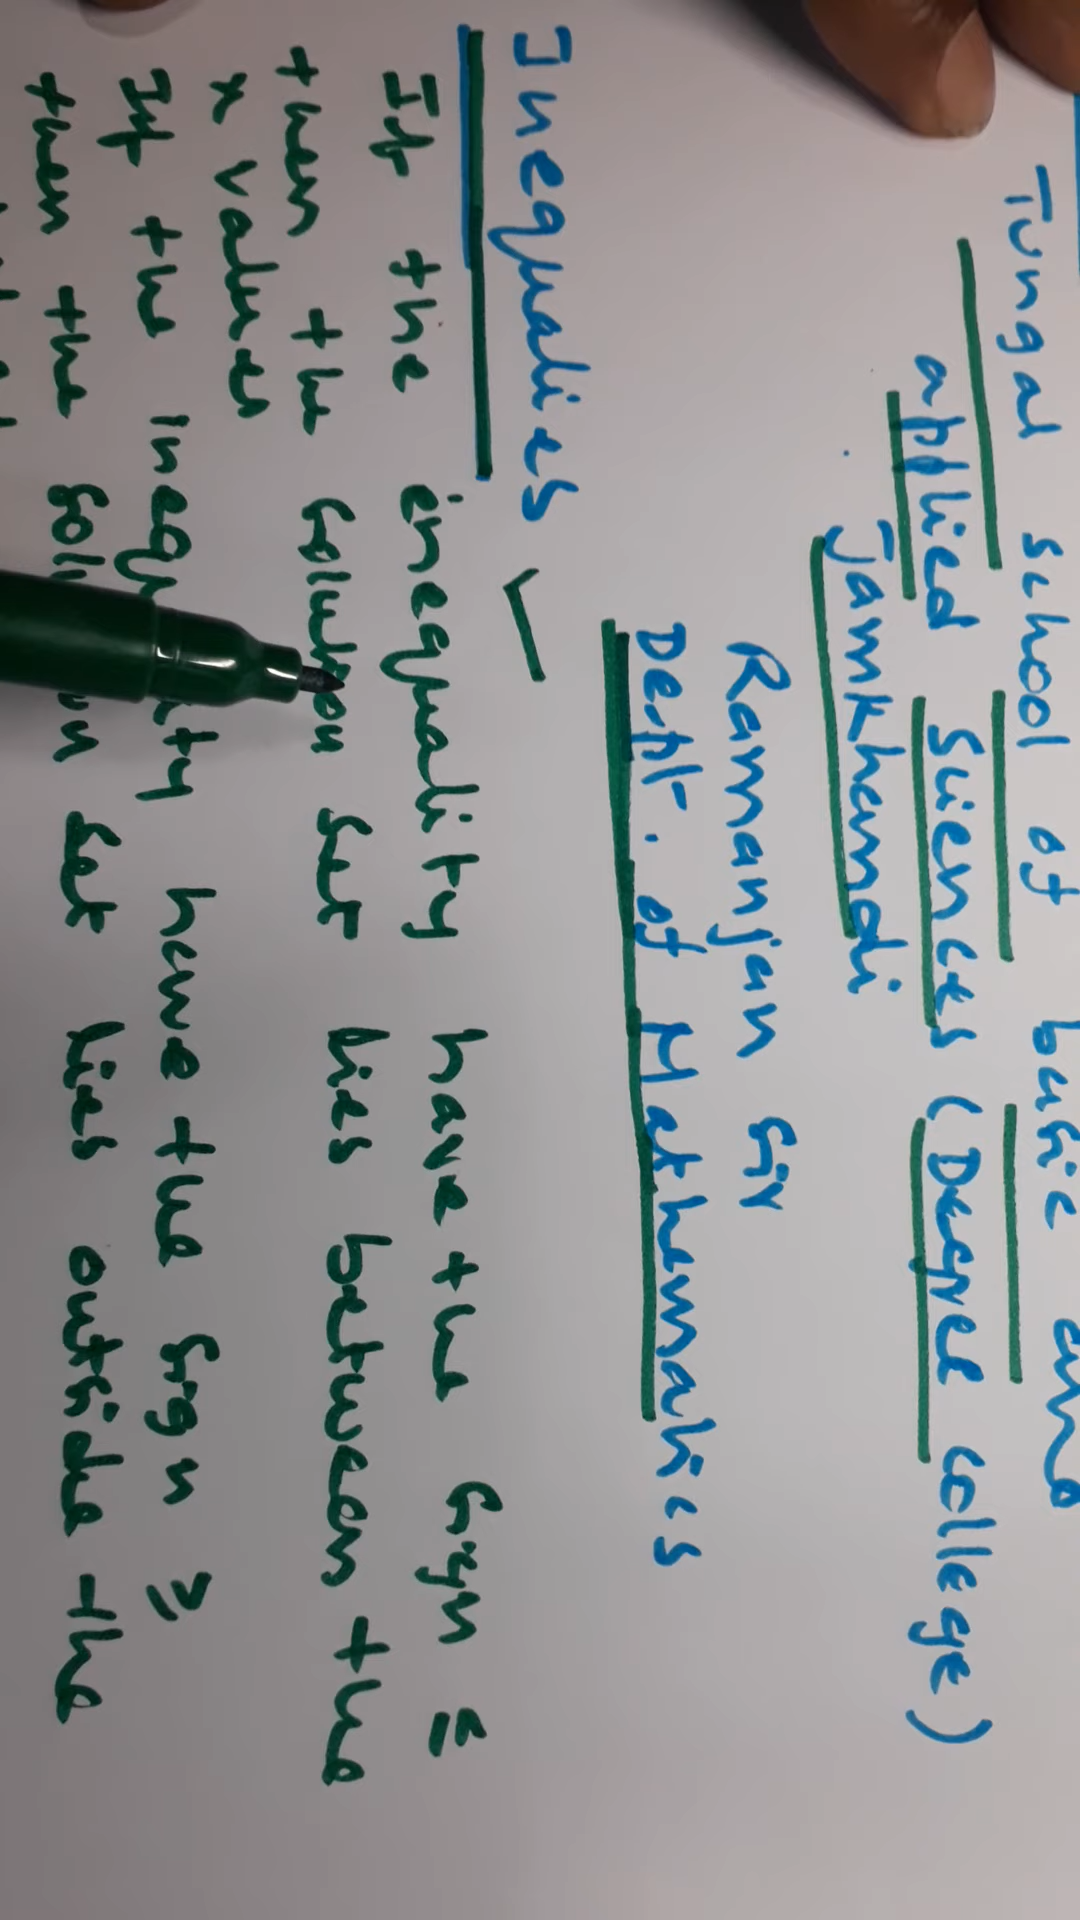 Tungal school of basic and
applied Sciences (Degree college)
Jamkhandi
Ramanjan Sir
Dept. of Mathematics
Inequalies ✓
If the inequality have the Sign ≤
then the Solution Set lies between the
x values
If the inequality have the Sign ≥
then the Solution Set lies outside the